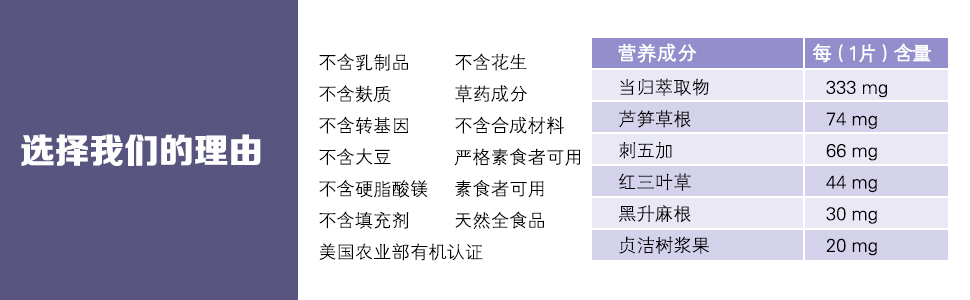 选择我们的理由
不含乳制品 不含花生
不含麸质 草药成分
不含转基因 不含合成材料
不含大豆 严格素食者可用
不含硬脂酸镁 素食者可用
不含填充剂 天然全食品
美国农业部有机认证
营养成分 每（1片）含量
当归萃取物 333 mg
芦笋草根 74 mg
刺五加 66 mg
红三叶草 44 mg
黑升麻根 30 mg
贞洁树浆果 20 mg